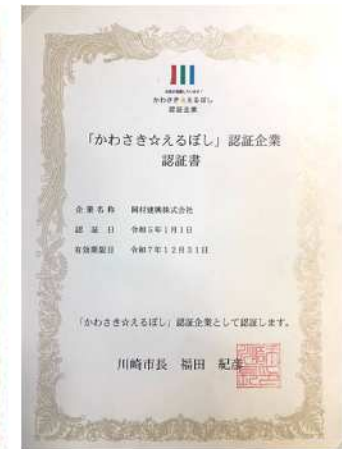 かわさき☆えるぼし
認証企業
「かわさき☆えるぼし」認証企業
認証書
企業名称 岡村建興株式会社
認証日 令和5年1月1日
有効期限日 令和7年12月31日
「かわさき☆えるぼし」認証企業として認証します。
川崎市長 福田 紀彦